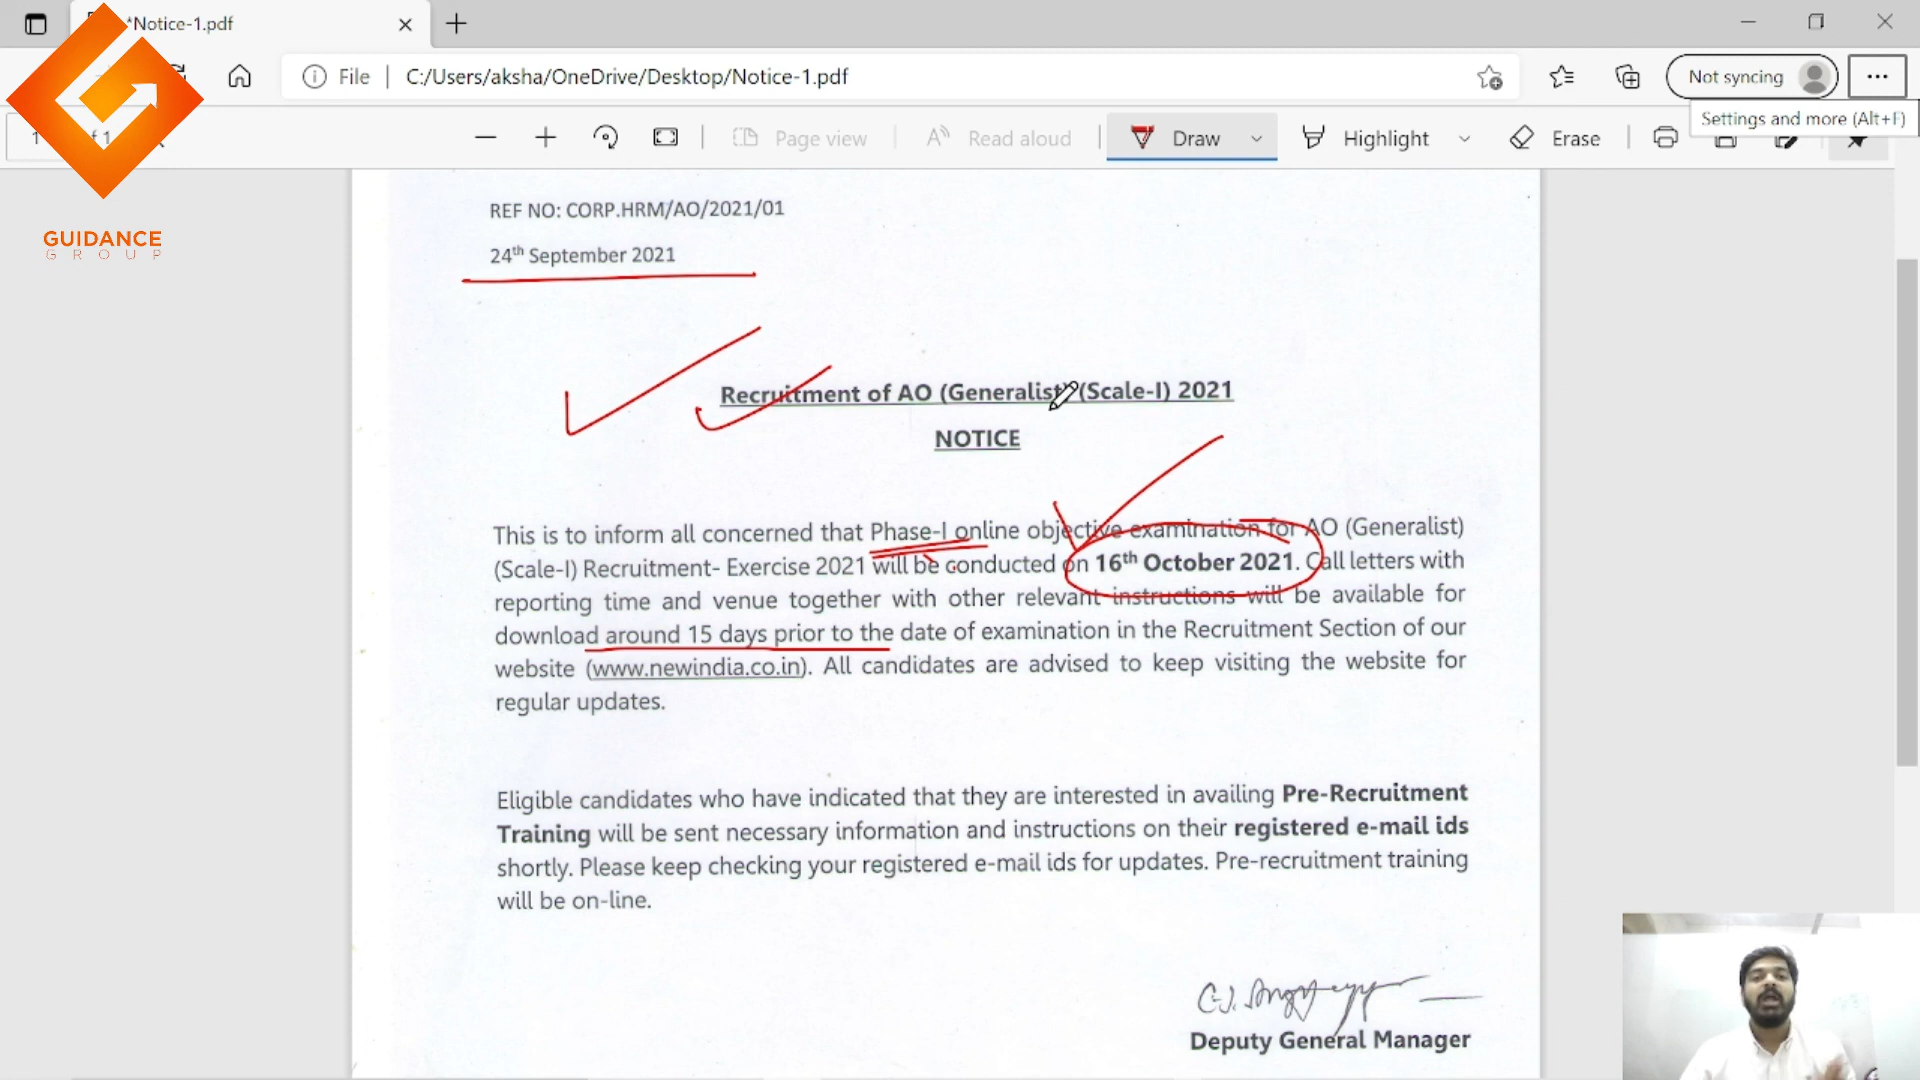 *Notice-1.pdf
File
C:/Users/aksha/OneDrive/Desktop/Notice-1.pdf
Not syncing
Settings and more (Alt+F)
1
of 1
Page view
Read aloud
Draw
Highlight
Erase
GUIDANCE
GROUP
REF NO: CORP.HRM/AO/2021/01
24th September 2021
Recruitment of AO (Generalist) (Scale-I) 2021
NOTICE
This is to inform all concerned that Phase-I online objective examination for AO (Generalist)
(Scale-I) Recruitment- Exercise 2021 will be conducted on 16th October 2021. Call letters with
reporting time and venue together with other relevant instructions will be available for
download around 15 days prior to the date of examination in the Recruitment Section of our
website (www.newindia.co.in). All candidates are advised to keep visiting the website for
regular updates.
Eligible candidates who have indicated that they are interested in availing Pre-Recruitment
Training will be sent necessary information and instructions on their registered e-mail ids
shortly. Please keep checking your registered e-mail ids for updates. Pre-recruitment training
will be on-line.
Deputy General Manager